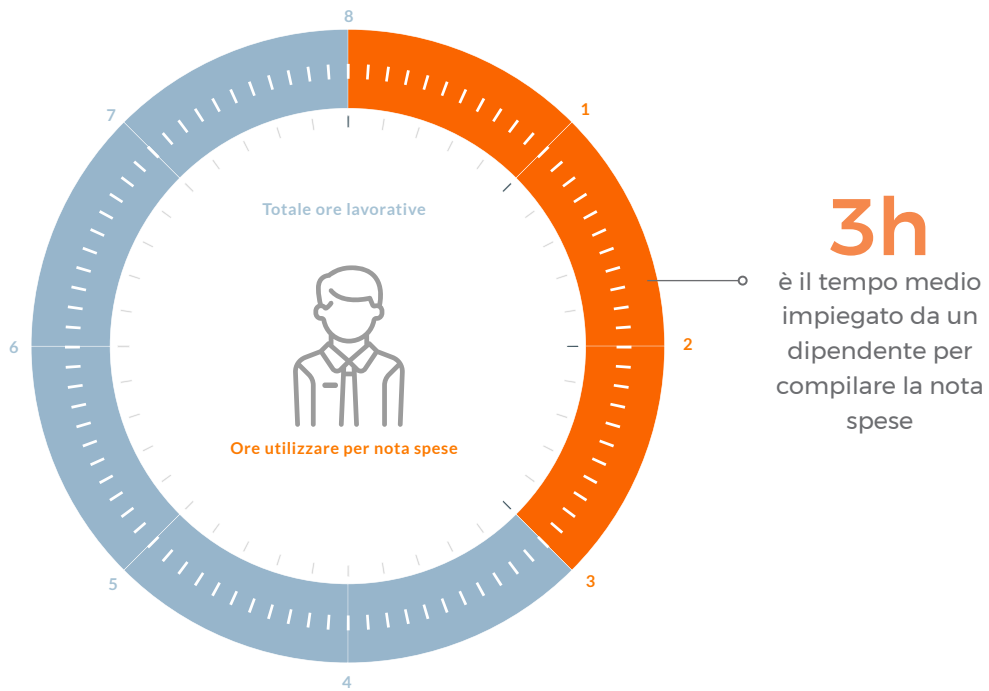 8
7
1
Totale ore lavorative
3h
è il tempo medio
impiegato da un
dipendente per
compilare la nota
spese
6
2
Ore utilizzare per nota spese
5
3
4